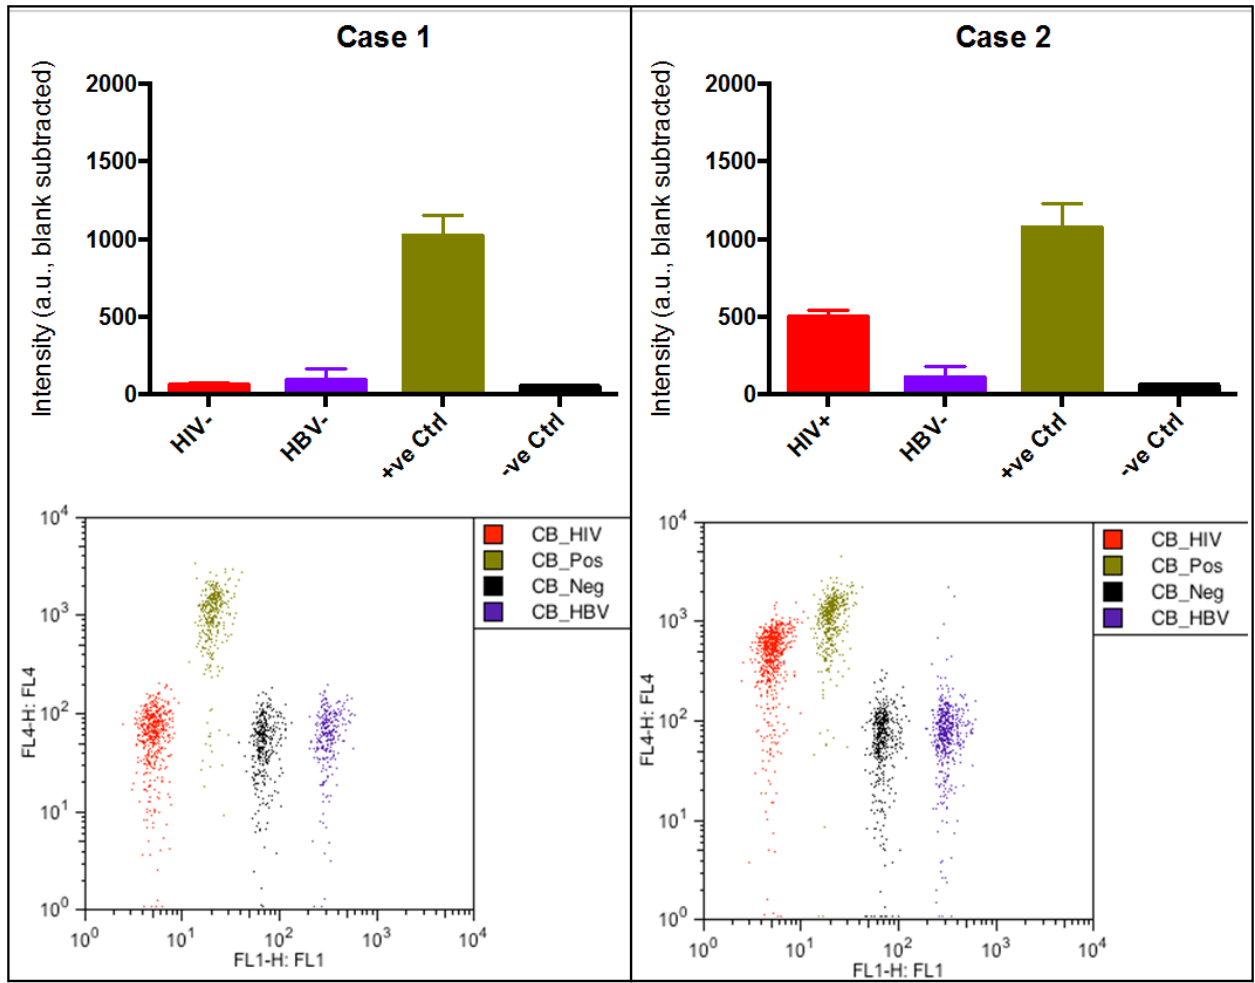 Case 1
Intensity (a.u., blank subtracted)
2000
1500
1000
500
0
HIV-
HBV-
+ve Ctrl
-ve Ctrl
Case 2
Intensity (a.u., blank subtracted)
2000
1500
1000
500
0
HIV+
HBV-
+ve Ctrl
-ve Ctrl
FL4-H: FL4
10⁴
10³
10²
10¹
10⁰
10⁰ 10¹ 10² 10³ 10⁴
FL1-H: FL1
CB_HIV
CB_Pos
CB_Neg
CB_HBV
FL4-H: FL4
10⁴
10³
10²
10¹
10⁰
10⁰ 10¹ 10² 10³ 10⁴
FL1-H: FL1
CB_HIV
CB_Pos
CB_Neg
CB_HBV